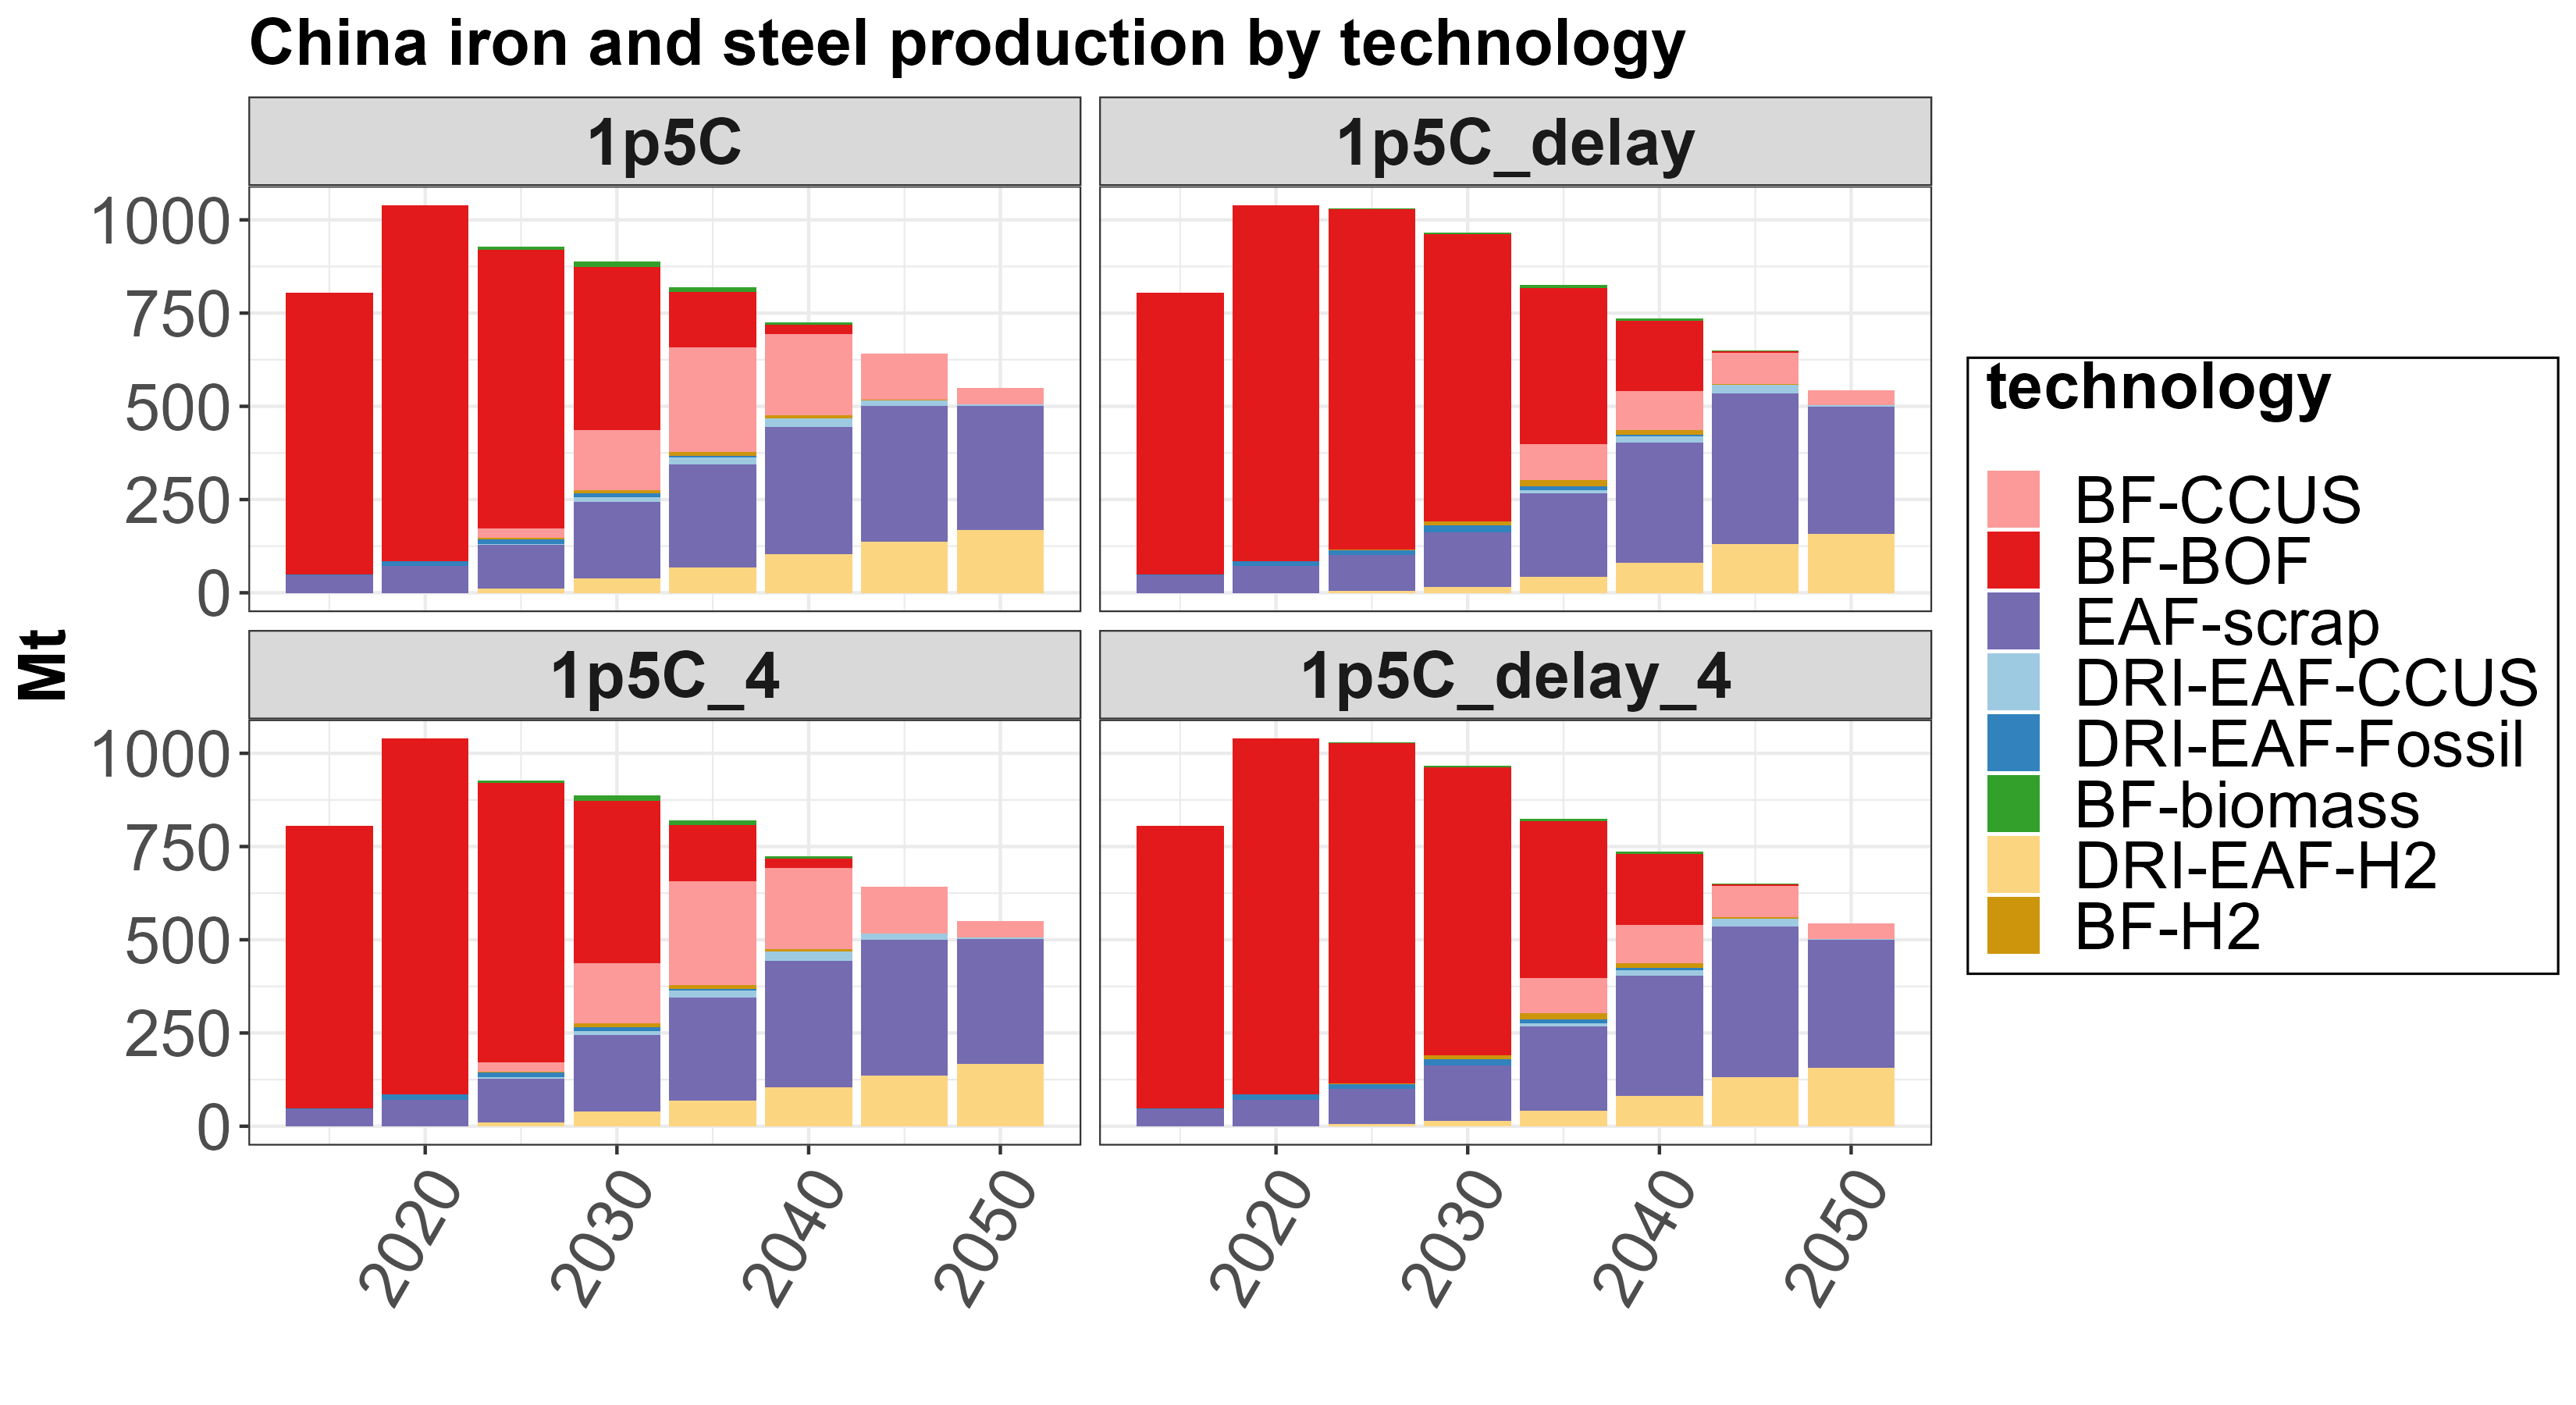 China iron and steel production by technology
1p5C
1p5C_delay
1000
750
500
250
0
Mt
1p5C_4
1p5C_delay_4
1000
750
500
250
0
2020
2030
2040
2050
2020
2030
2040
2050
technology
BF-CCUS
BF-BOF
EAF-scrap
DRI-EAF-CCUS
DRI-EAF-Fossil
BF-biomass
DRI-EAF-H2
BF-H2